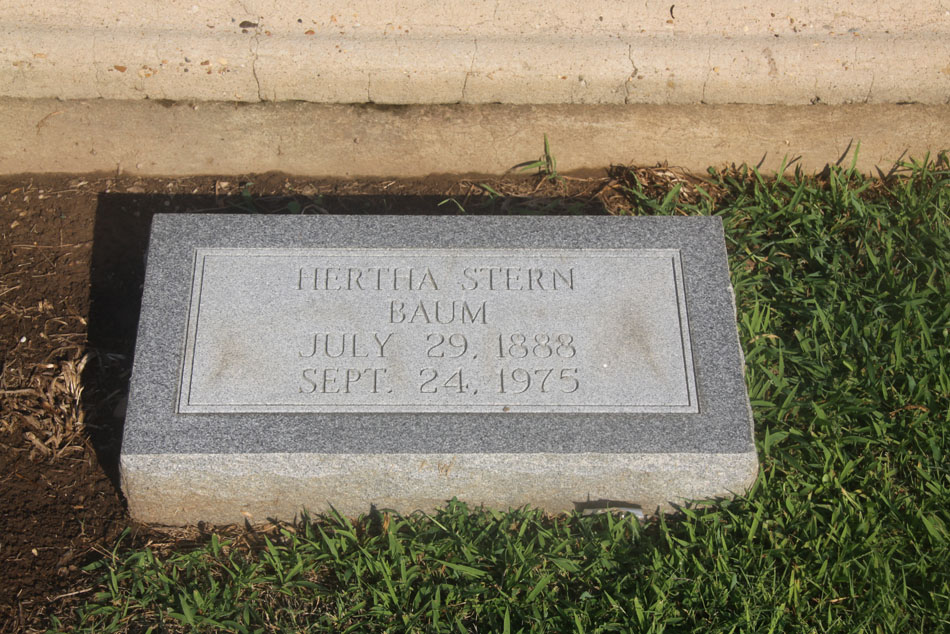 HERTHA STERN
BAUM
JULY 29, 1888
SEPT. 24, 1975